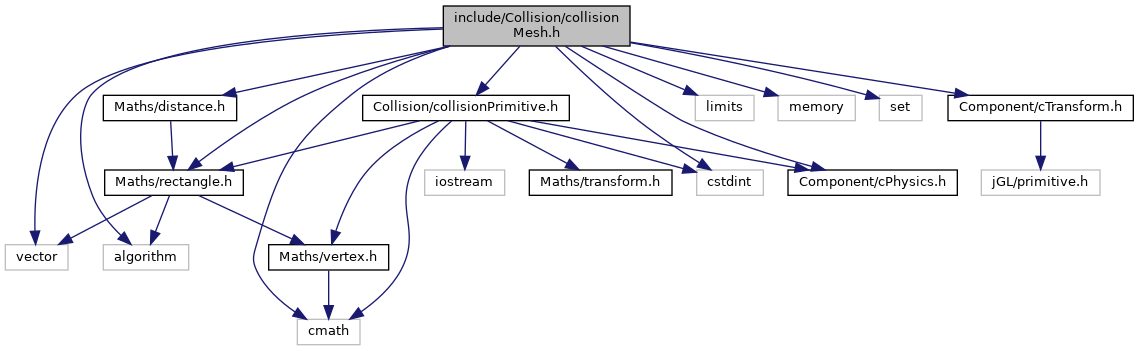 include/Collision/collision
Mesh.h
Maths/distance.h
Collision/collisionPrimitive.h
limits
memory
set
Component/cTransform.h
Maths/rectangle.h
iostream
Maths/transform.h
cstdint
Component/cPhysics.h
jGL/primitive.h
vector
algorithm
Maths/vertex.h
cmath